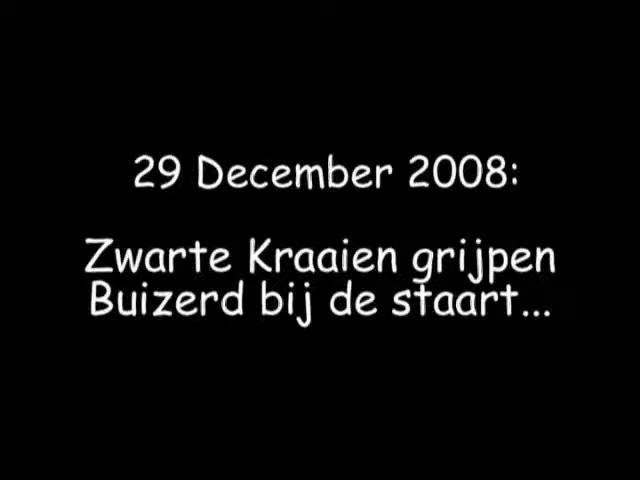 29 December 2008:
Zwarte Kraaien grijpen
Buizerd bij de staart...